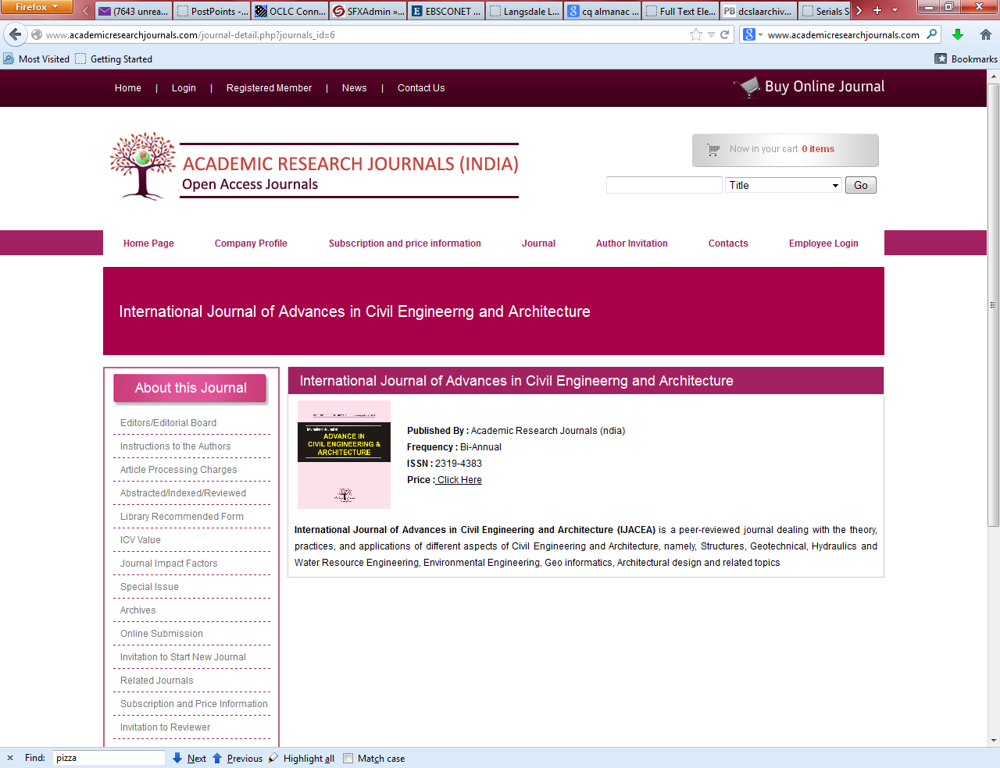 Firefox
(7643 unrea...
PostPoints -...
OCLC Conn...
SFXAdmin »...
EBSCONET ...
Langsdale L...
cq almanac ...
Full Text Ele...
PB dcslaarchiv...
Serials S
www.academicresearchjournals.com/journal-detail.php?journals_id=6
www.academicresearchjournals.com
Most Visited
Getting Started
Bookmarks
Home | Login | Registered Member | News | Contact Us
Buy Online Journal
ACADEMIC RESEARCH JOURNALS (INDIA)
Open Access Journals
Now in your cart 0 items
Title
Go
Home Page
Company Profile
Subscription and price information
Journal
Author Invitation
Contacts
Employee Login
International Journal of Advances in Civil Engineerng and Architecture
About this Journal
Editors/Editorial Board
Instructions to the Authors
Article Processing Charges
Abstracted/Indexed/Reviewed
Library Recommended Form
ICV Value
Journal Impact Factors
Special Issue
Archives
Online Submission
Invitation to Start New Journal
Related Journals
Subscription and Price Information
Invitation to Reviewer
International Journal of Advances in Civil Engineerng and Architecture
International Journal of
ADVANCE IN
CIVIL ENGINEERING &
ARCHITECTURE
Published By : Academic Research Journals (ndia)
Frequency : Bi-Annual
ISSN : 2319-4383
Price : Click Here
International Journal of Advances in Civil Engineering and Architecture (IJACEA) is a peer-reviewed journal dealing with the theory,
practices, and applications of different aspects of Civil Engineering and Architecture, namely, Structures, Geotechnical, Hydraulics and
Water Resource Engineering, Environmental Engineering, Geo informatics, Architectural design and related topics
Find: pizza
Next
Previous
Highlight all
Match case